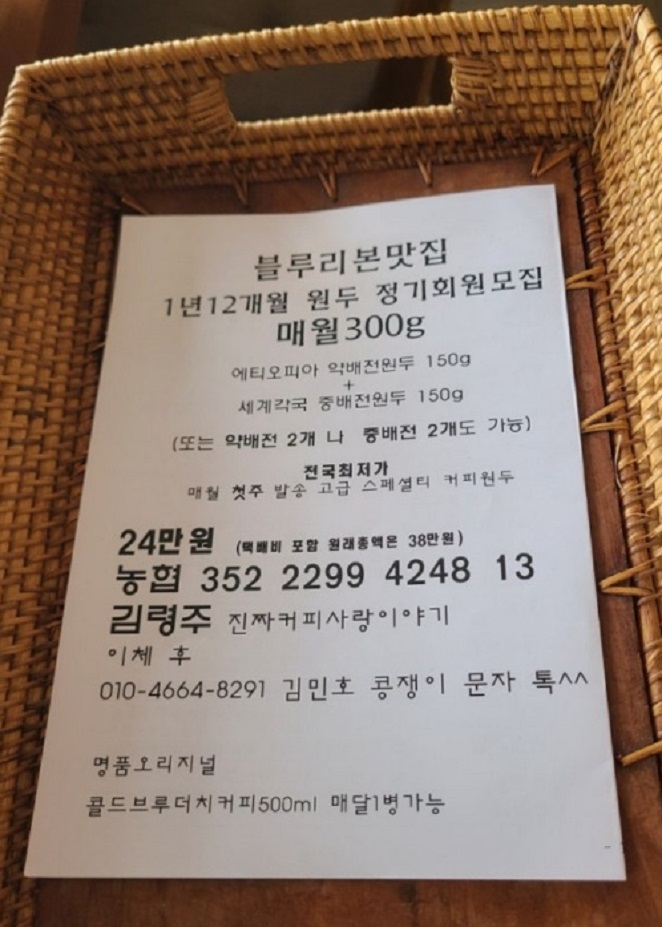 블루리본맛집
1년12개월 원두 정기회원모집
매월300g
에티오피아 약배전원두 150g
+
세계각국 중배전원두 150g
(또는 약배전 2개 나 중배전 2개도 가능)
전국최저가
매월 첫주 발송 고급 스페셜티 커피원두
24만원 (택배비 포함 원래총액은 38만원)
농협 352 2299 4248 13
김령주 진짜커피사랑이야기
이체 후
010-4664-8291 김민호 콩쟁이 문자 톡^^
명품오리지널
콜드브루더치커피500ml 매달1병가능